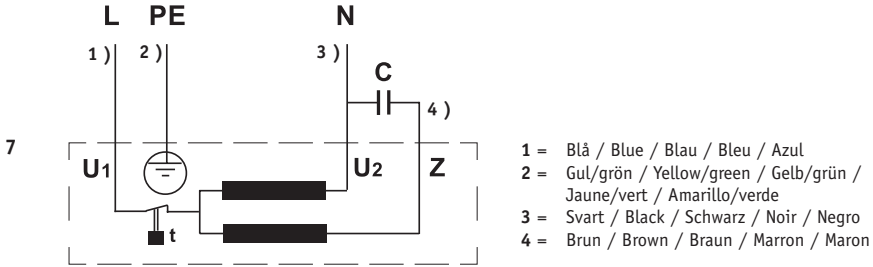 L PE N
1 ) 2 ) 3 )
C
4 )
7
U1 U2 Z
t
1 = Blå / Blue / Blau / Bleu / Azul
2 = Gul/grön / Yellow/green / Gelb/grün /
Jaune/vert / Amarillo/verde
3 = Svart / Black / Schwarz / Noir / Negro
4 = Brun / Brown / Braun / Marron / Maron